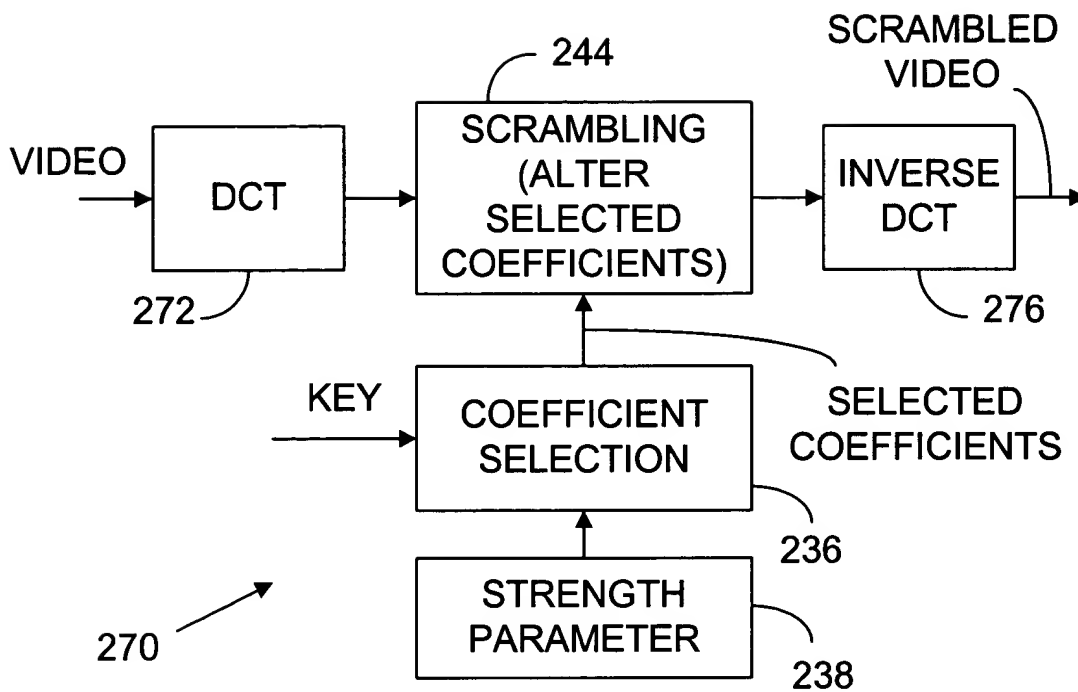 SCRAMBLED
VIDEO
244
VIDEO
DCT
SCRAMBLING
(ALTER
SELECTED
COEFFICIENTS)
INVERSE
DCT
272
276
KEY
COEFFICIENT
SELECTION
SELECTED
COEFFICIENTS
236
STRENGTH
PARAMETER
270
238